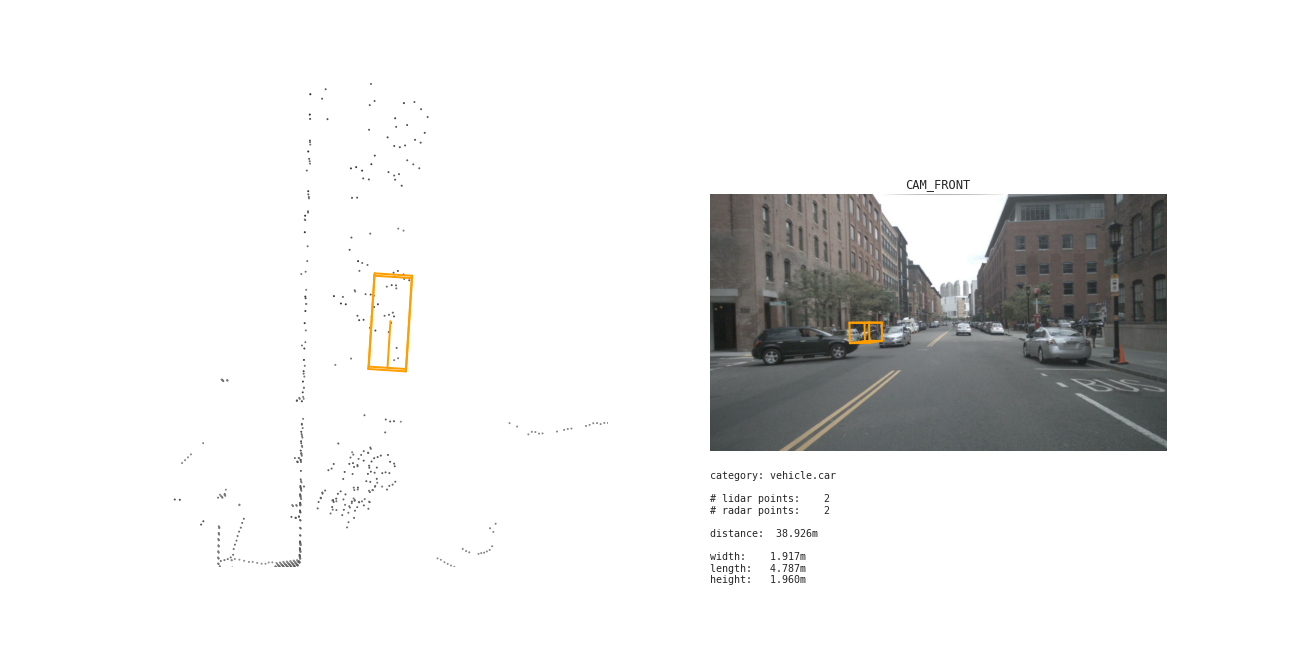 CAM_FRONT
BUS
category: vehicle.car
# lidar points:    2
# radar points:    2
distance:  38.926m
width:    1.917m
length:   4.787m
height:   1.960m